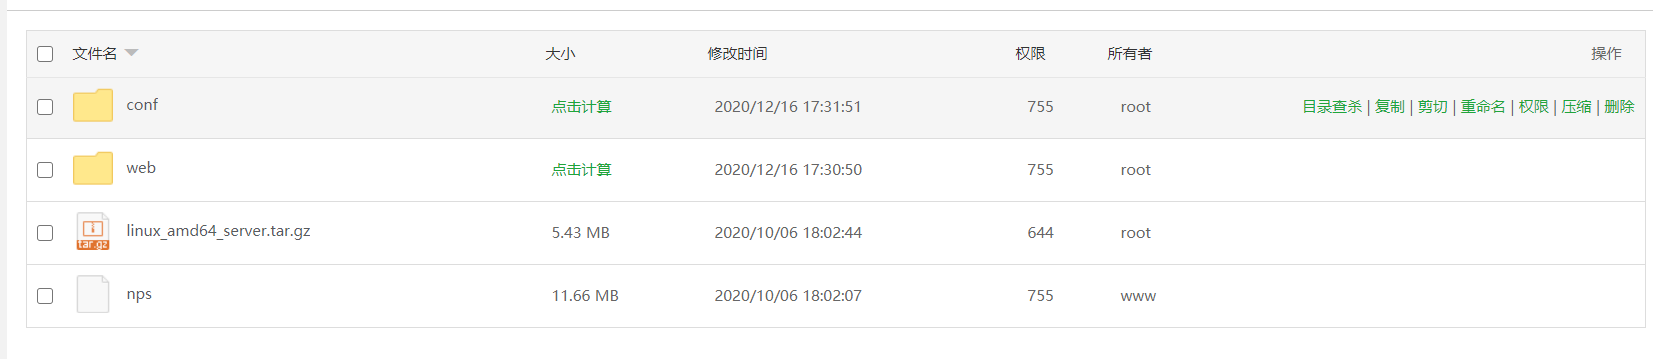 文件名 大小 修改时间 权限 所有者 操作
conf 点击计算 2020/12/16 17:31:51 755 root 目录查杀 | 复制 | 剪切 | 重命名 | 权限 | 压缩 | 删除
web 点击计算 2020/12/16 17:30:50 755 root
tar.gz linux_amd64_server.tar.gz 5.43 MB 2020/10/06 18:02:44 644 root
nps 11.66 MB 2020/10/06 18:02:07 755 www